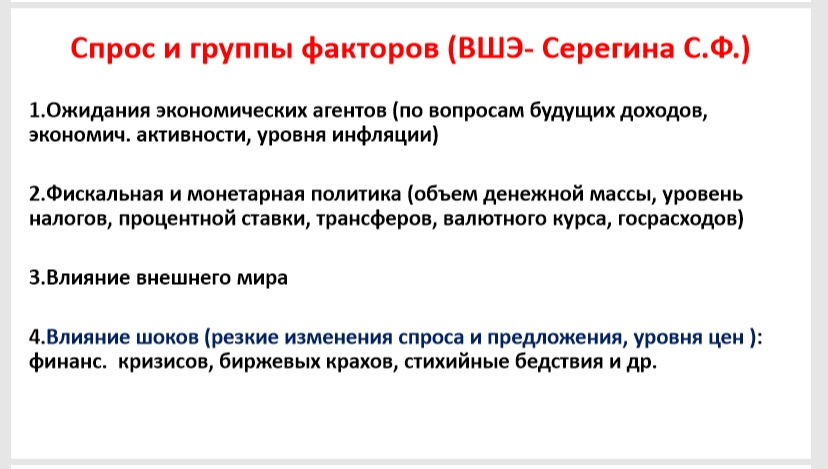 Спрос и группы факторов (ВШЭ- Серегина С.Ф.)
1.Ожидания экономических агентов (по вопросам будущих доходов,
экономич. активности, уровня инфляции)
2.Фискальная и монетарная политика (объем денежной массы, уровень
налогов, процентной ставки, трансферов, валютного курса, госрасходов)
3.Влияние внешнего мира
4.Влияние шоков (резкие изменения спроса и предложения, уровня цен ):
финанс.  кризисов, биржевых крахов, стихийные бедствия и др.